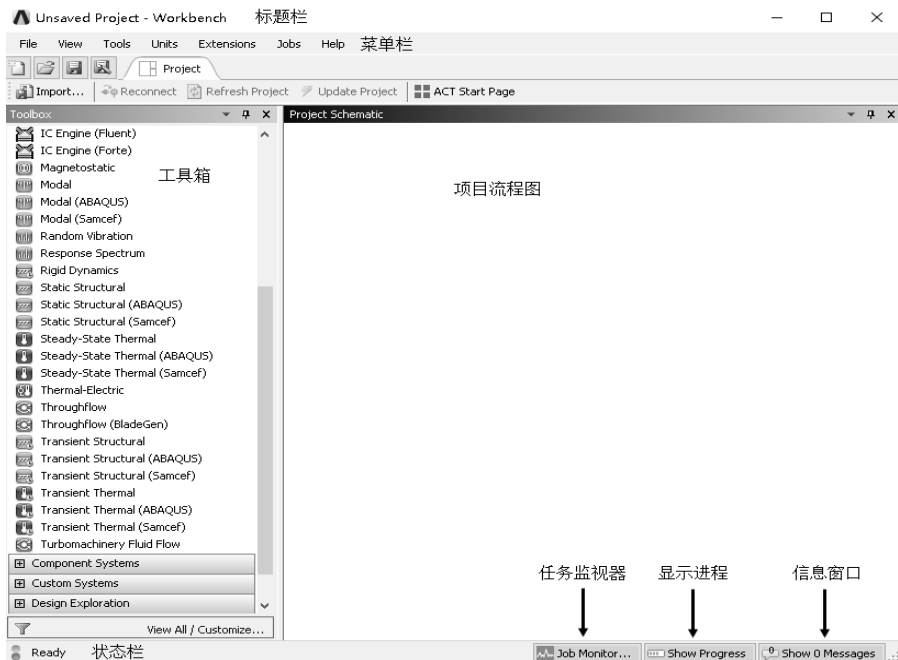 Unsaved Project - Workbench 标题栏
File View Tools Units Extensions Jobs Help 菜单栏
Project
Import... Reconnect Refresh Project Update Project ACT Start Page
Toolbox
IC Engine (Fluent)
IC Engine (Forte)
Magnetostatic
工具箱
Modal
Modal (ABAQUS)
Modal (Samcef)
Random Vibration
Response Spectrum
Rigid Dynamics
Static Structural
Static Structural (ABAQUS)
Static Structural (Samcef)
Steady-State Thermal
Steady-State Thermal (ABAQUS)
Steady-State Thermal (Samcef)
Thermal-Electric
Throughflow
Throughflow (BladeGen)
Transient Structural
Transient Structural (ABAQUS)
Transient Structural (Samcef)
Transient Thermal
Transient Thermal (ABAQUS)
Transient Thermal (Samcef)
Turbomachinery Fluid Flow
Component Systems
Custom Systems
Design Exploration
View All / Customize...
Project Schematic
项目流程图
任务监视器 显示进程 信息窗口
Ready 状态栏
Job Monitor... Show Progress Show 0 Messages